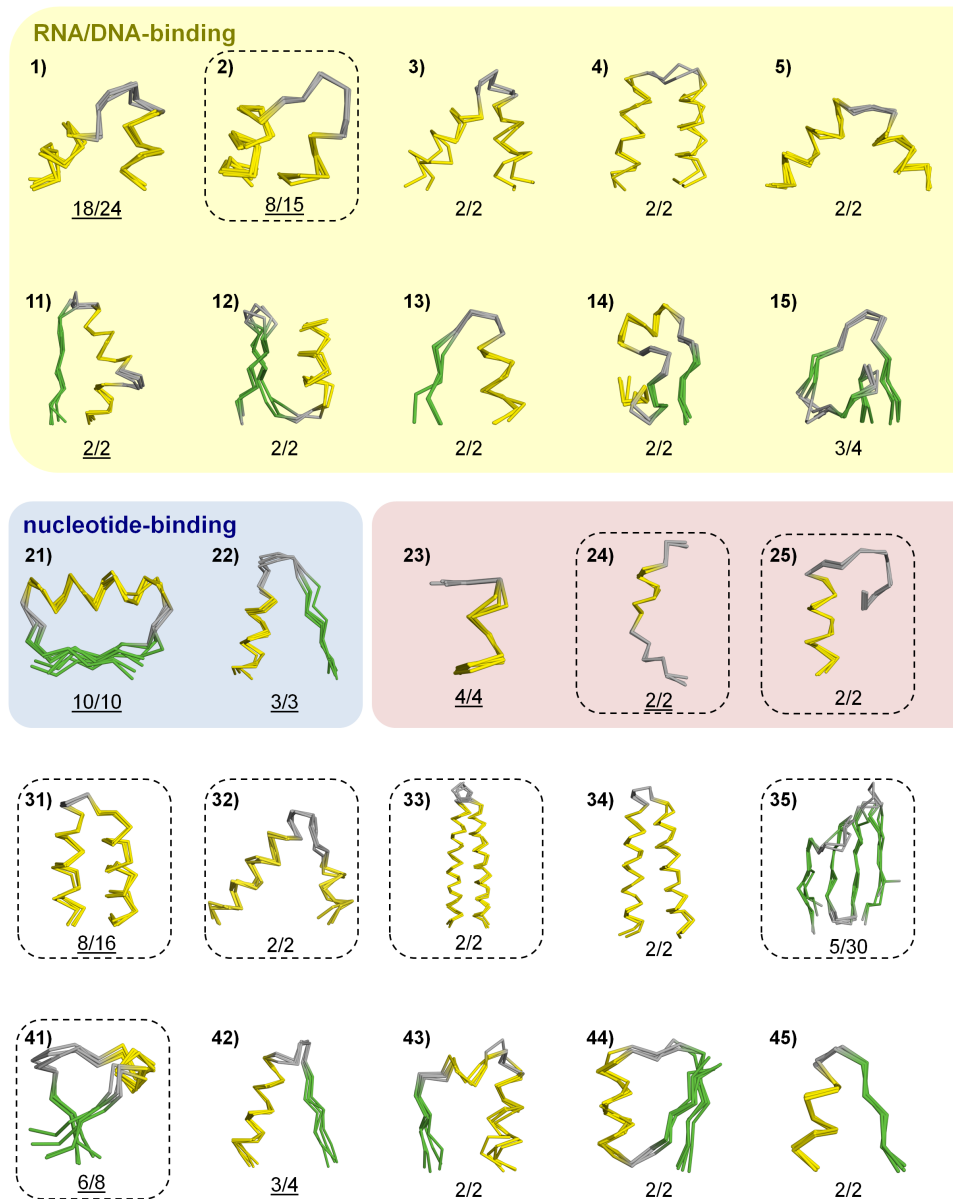 RNA/DNA-binding
1) 2) 3) 4) 5)
18/24 8/15 2/2 2/2 2/2
11) 12) 13) 14) 15)
2/2 2/2 2/2 2/2 3/4
nucleotide-binding
21) 22) 23) 24) 25)
10/10 3/3 4/4 2/2 2/2
31) 32) 33) 34) 35)
8/16 2/2 2/2 2/2 5/30
41) 42) 43) 44) 45)
6/8 3/4 2/2 2/2 2/2